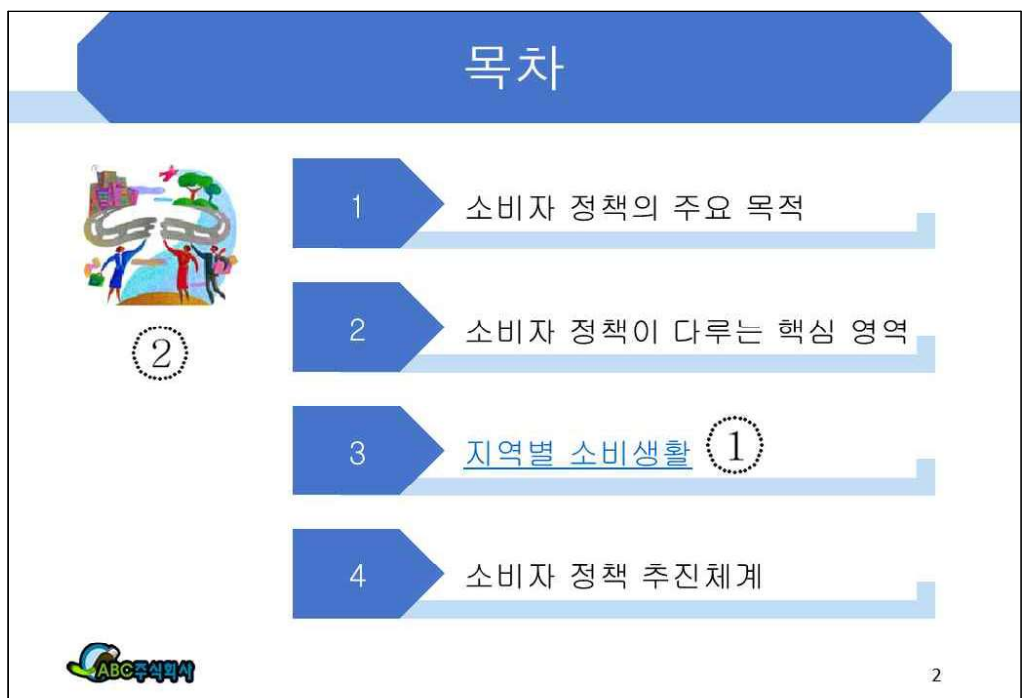 목차
1 소비자 정책의 주요 목적
2 소비자 정책이 다루는 핵심 영역
②
3 지역별 소비생활 ①
4 소비자 정책 추진체계
ABC주식회사
2